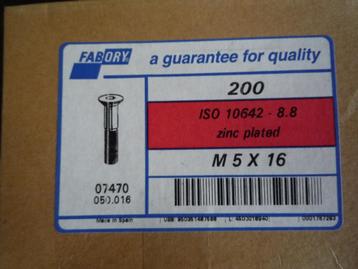 FABORY
a guarantee for quality
200
ISO 10642 - 8.8
zinc plated
M 5 X 16
07470
050.016
Made in Spain